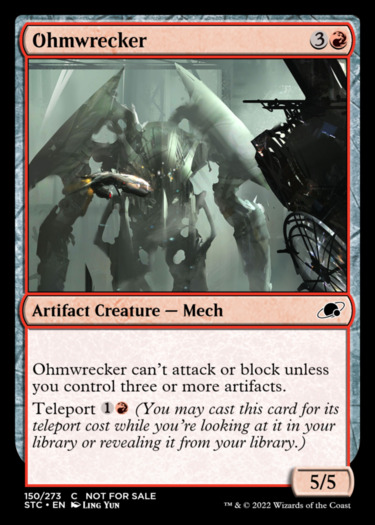 Ohmwrecker 3
Artifact Creature — Mech
Ohmwrecker can't attack or block unless
you control three or more artifacts.
Teleport 1 (You may cast this card for its
teleport cost while you're looking at it in your
library or revealing it from your library.)
5/5
150/273 C NOT FOR SALE
STC • EN Ling Yun
™ & © 2022 Wizards of the Coast